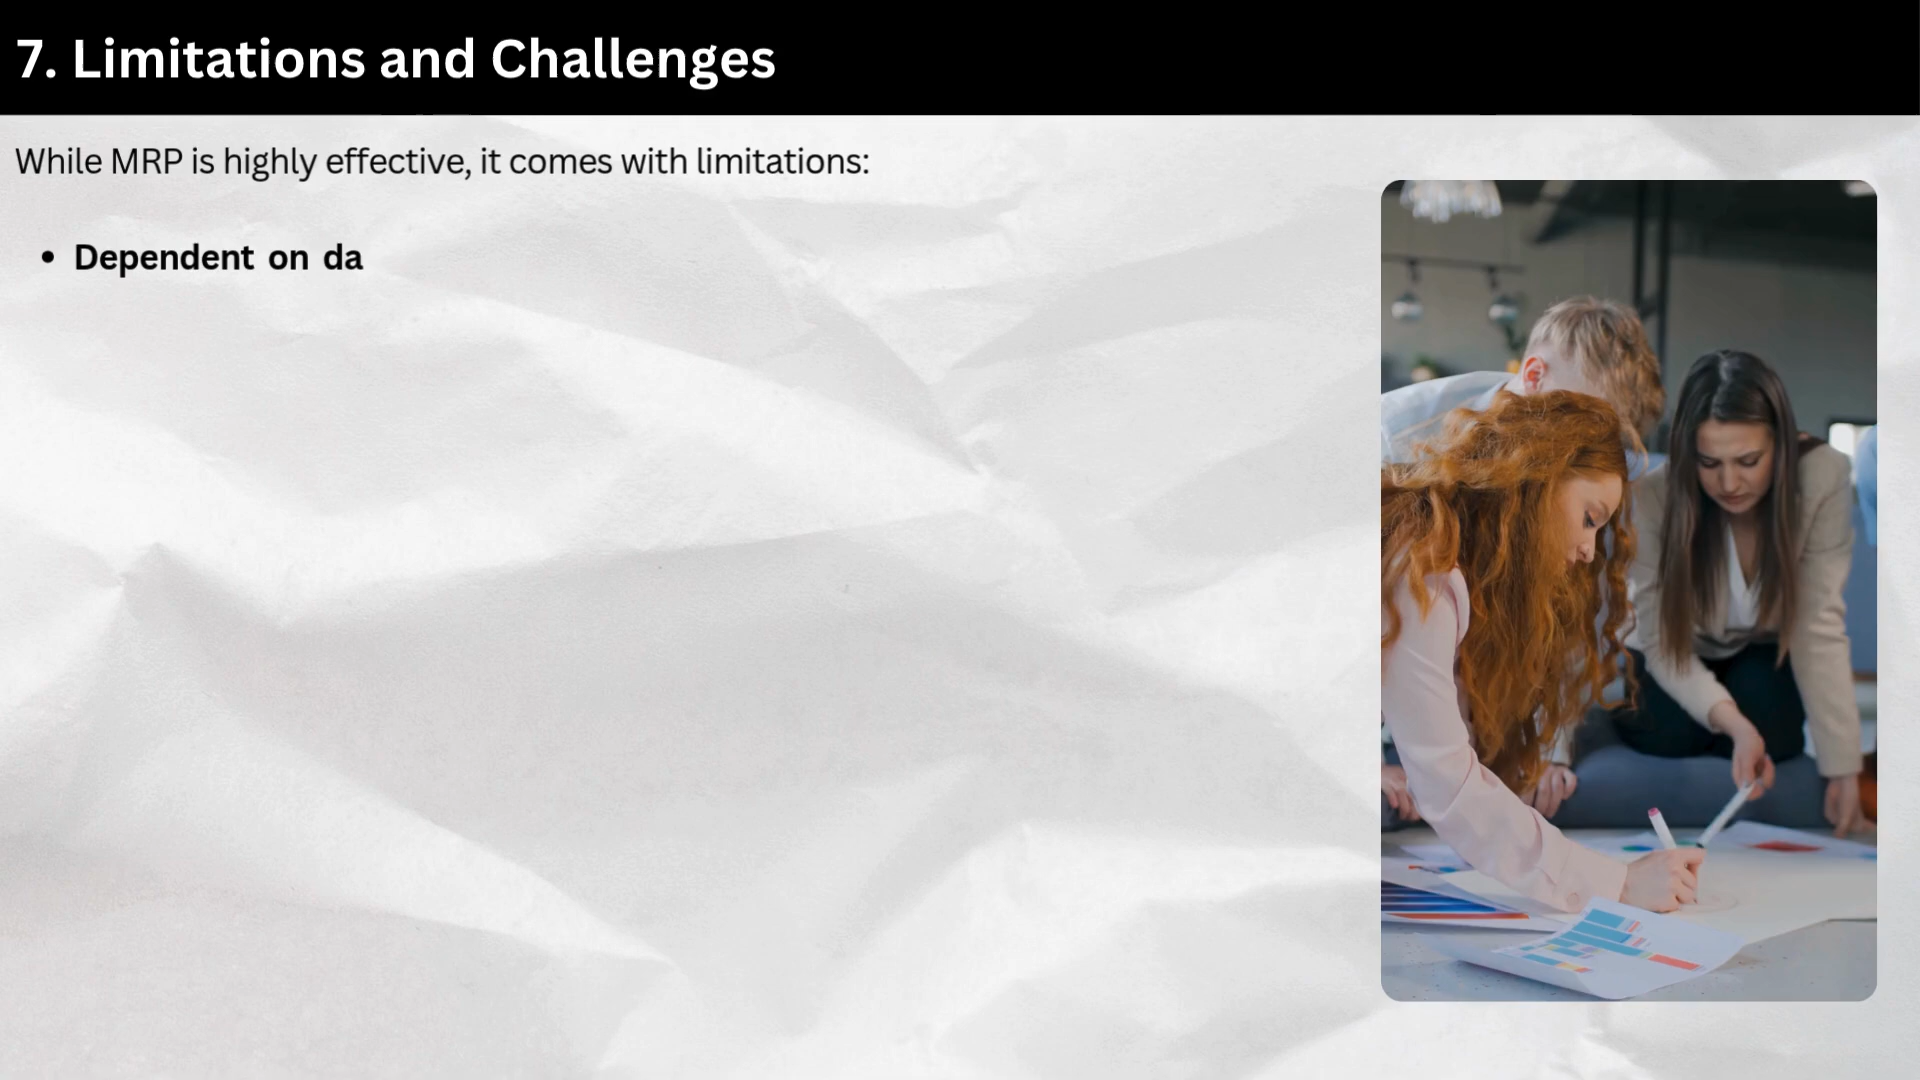 7. Limitations and Challenges
While MRP is highly effective, it comes with limitations:
• Dependent on da